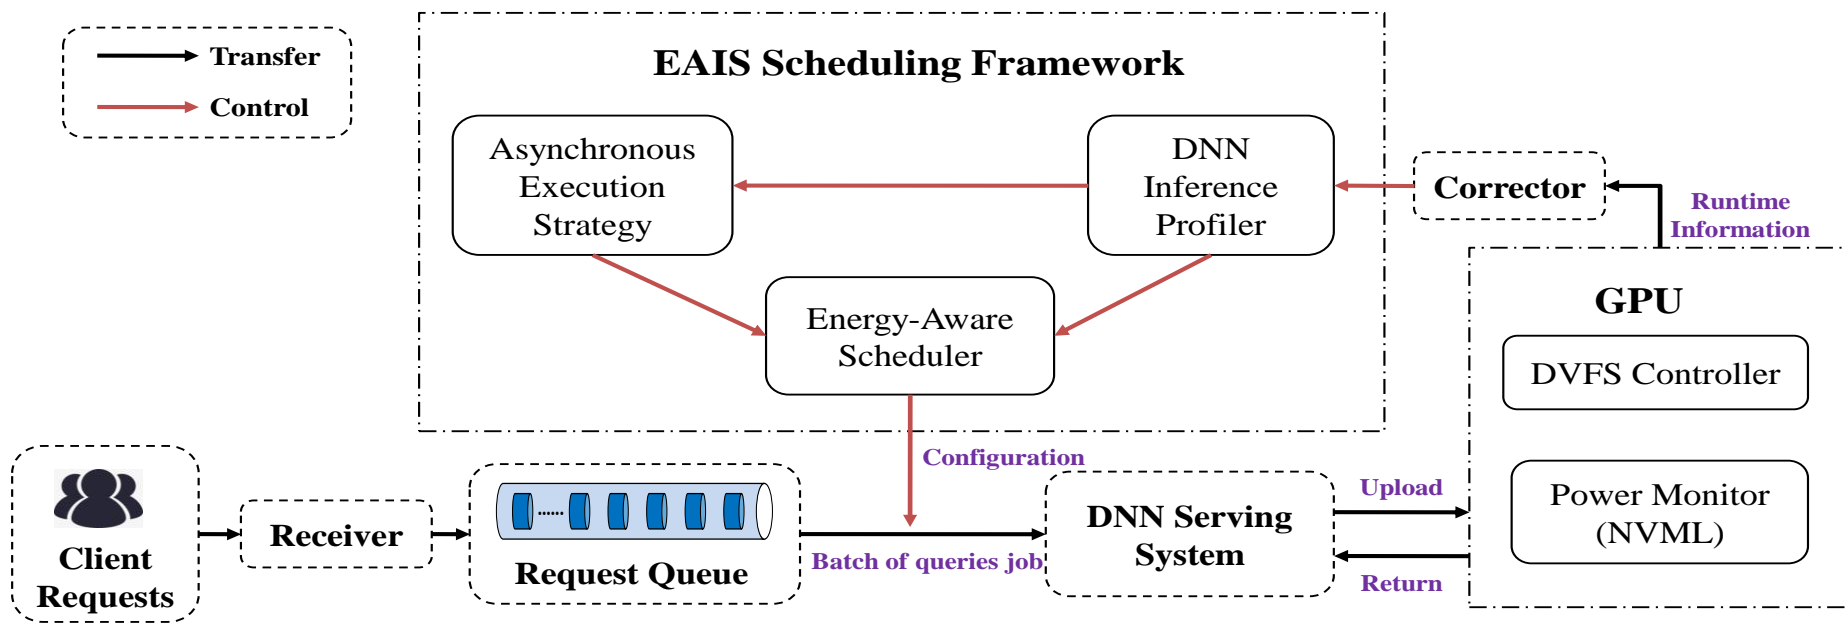 Transfer
Control
EAIS Scheduling Framework
Asynchronous
Execution
Strategy
DNN
Inference
Profiler
Corrector
Runtime
Information
Energy-Aware
Scheduler
GPU
DVFS Controller
Power Monitor
(NVML)
Configuration
Client
Requests
Receiver
......
Request Queue
Batch of queries job
DNN Serving
System
Upload
Return